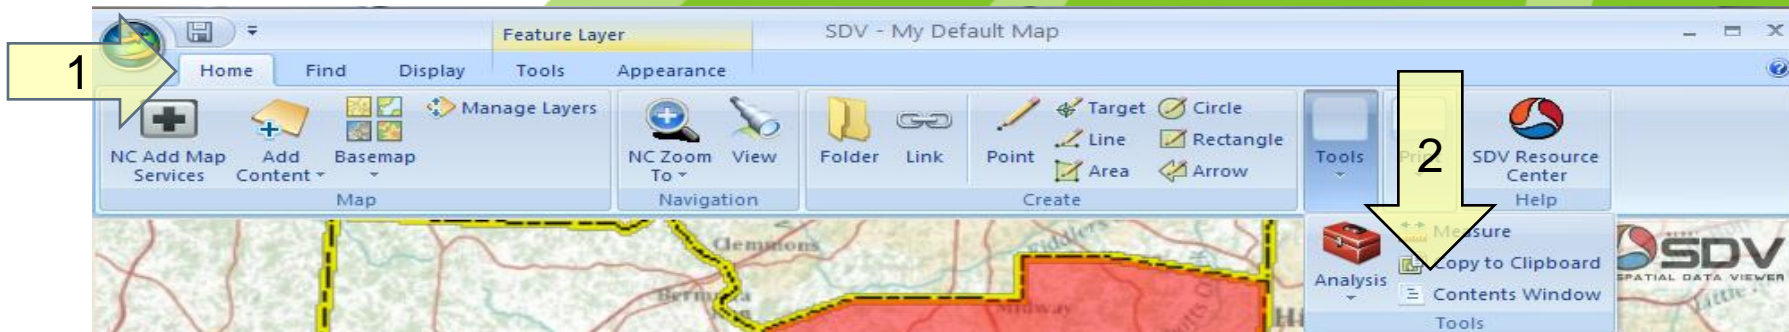 Feature Layer
SDV - My Default Map
1
Home Find Display Tools Appearance
NC Add Map Services
Add Content
Basemap
Manage Layers
Map
NC Zoom To
View
Navigation
Folder
Link
Point
Target
Line
Area
Circle
Rectangle
Arrow
Create
Tools
2
SDV Resource Center
Help
Analysis
Measure
Copy to Clipboard
Contents Window
Tools
SDV
SPATIAL DATA VIEWER
Clemmons
Midway